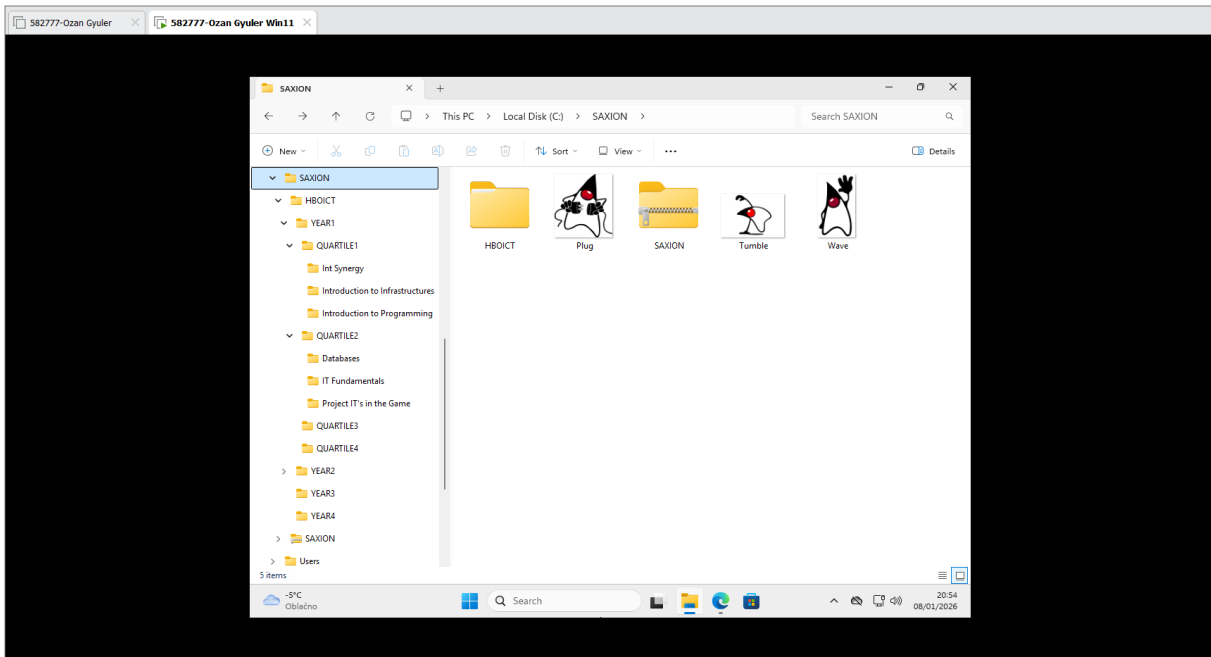 582777-Ozan Gyuler
582777-Ozan Gyuler Win11
SAXION
This PC > Local Disk (C:) > SAXION >
Search SAXION
New
Sort
View
Details
SAXION
HBOICT
YEAR1
QUARTILE1
Int Synergy
Introduction to Infrastructures
Introduction to Programming
QUARTILE2
Databases
IT Fundamentals
Project IT's in the Game
QUARTILE3
QUARTILE4
YEAR2
YEAR3
YEAR4
SAXION
Users
HBOICT
Plug
SAXION
Tumble
Wave
5 items
-5°C
Oblačno
Search
20:54
08/01/2026